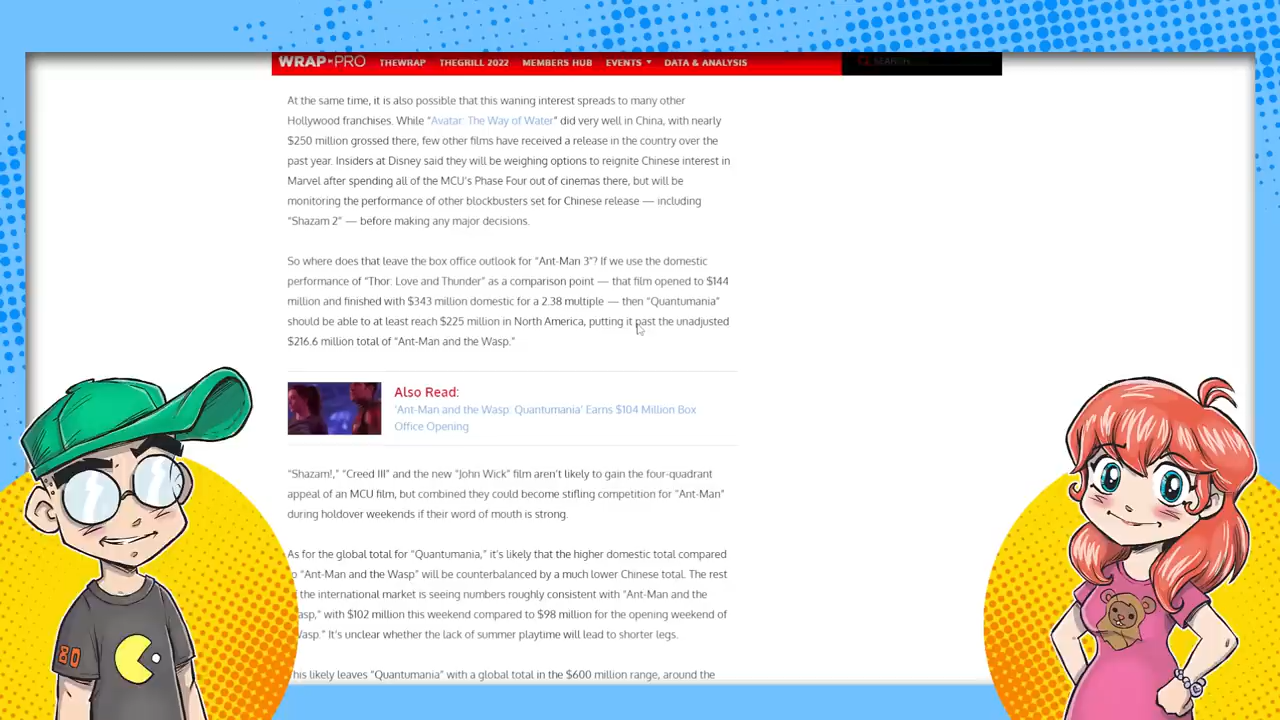 WRAP PRO THEWRAP THEGRILL 2022 MEMBERS HUB EVENTS DATA & ANALYSIS SEARCH...
At the same time, it is also possible that this waning interest spreads to many other
Hollywood franchises. While “Avatar: The Way of Water” did very well in China, with nearly
$250 million grossed there, few other films have received a release in the country over the
past year. Insiders at Disney said they will be weighing options to reignite Chinese interest in
Marvel after spending all of the MCU’s Phase Four out of cinemas there, but will be
monitoring the performance of other blockbusters set for Chinese release — including
“Shazam 2” — before making any major decisions.
So where does that leave the box office outlook for “Ant-Man 3”? If we use the domestic
performance of “Thor: Love and Thunder” as a comparison point — that film opened to $144
million and finished with $343 million domestic for a 2.38 multiple — then “Quantumania”
should be able to at least reach $225 million in North America, putting it past the unadjusted
$216.6 million total of “Ant-Man and the Wasp.”
Also Read:
‘Ant-Man and the Wasp: Quantumania’ Earns $104 Million Box
Office Opening
“Shazam!,” “Creed III” and the new “John Wick” film aren’t likely to gain the four-quadrant
appeal of an MCU film, but combined they could become stifling competition for “Ant-Man”
during holdover weekends if their word of mouth is strong.
As for the global total for “Quantumania,” it’s likely that the higher domestic total compared
“Ant-Man and the Wasp” will be counterbalanced by a much lower Chinese total. The rest
the international market is seeing numbers roughly consistent with “Ant-Man and the
asp,” with $102 million this weekend compared to $98 million for the opening weekend of
Wasp.” It’s unclear whether the lack of summer playtime will lead to shorter legs.
his likely leaves “Quantumania” with a global total in the $600 million range, around the
80